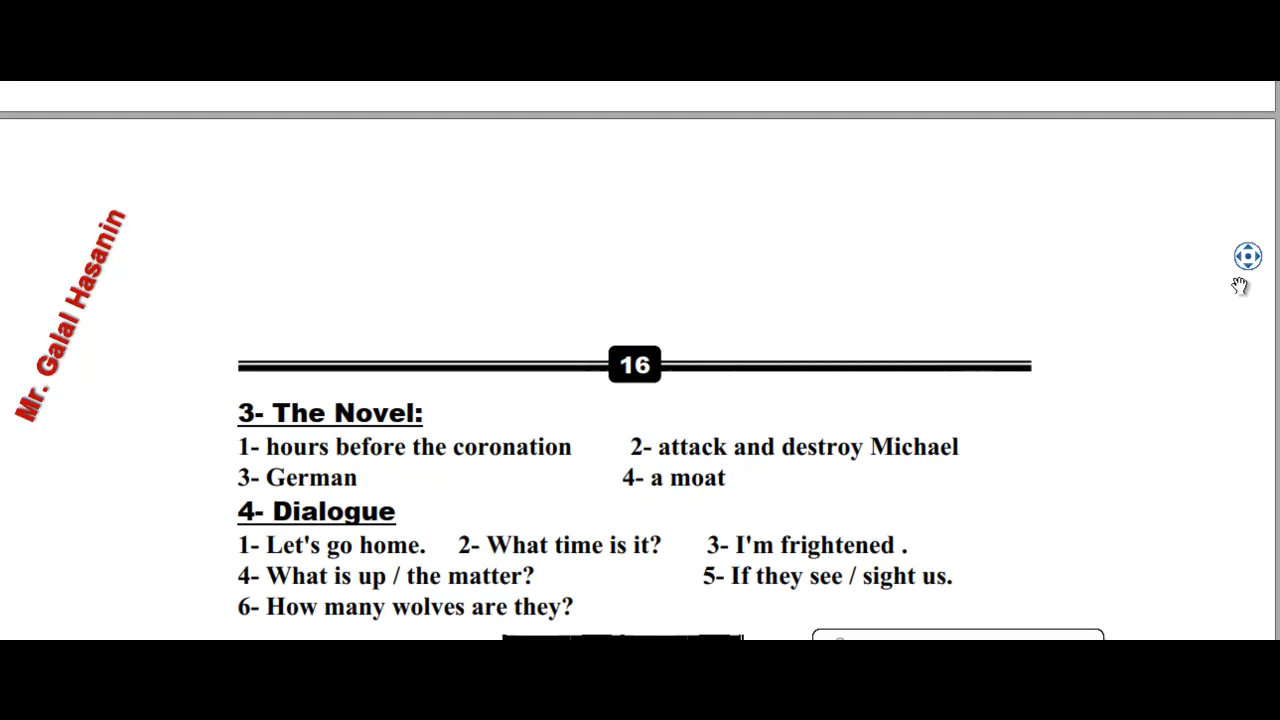 Mr. Galal Hasanin
16
3- The Novel:
1- hours before the coronation 2- attack and destroy Michael
3- German 4- a moat
4- Dialogue
1- Let's go home. 2- What time is it? 3- I'm frightened .
4- What is up / the matter? 5- If they see / sight us.
6- How many wolves are they?